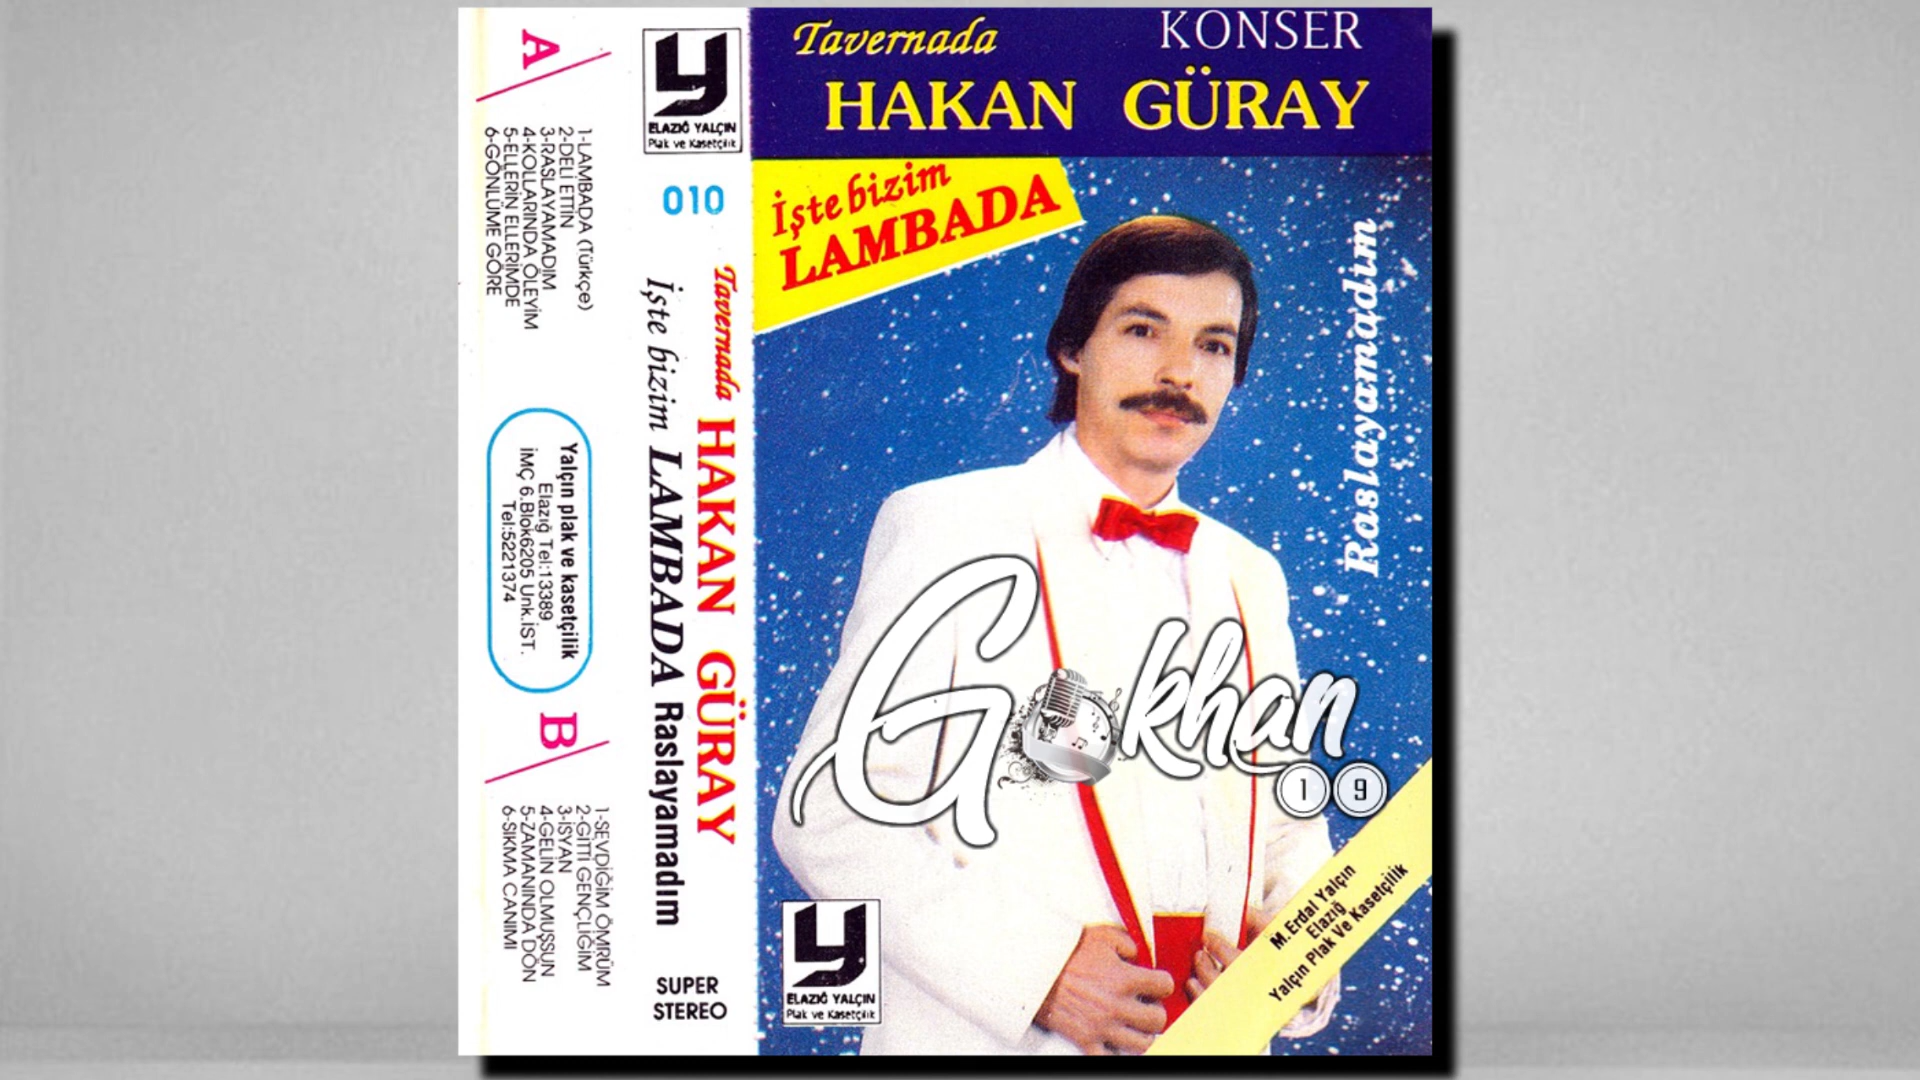 A
1-LAMBADA (Türkçe)
2-DELİ ETTİN
3-RASLAYAMADIM
4-KOLLARINDA ÖLEYİM
5-ELLERİN ELLERİMDE
6-GÖNLÜME GÖRE
Yalçın plak ve kasetçilik
Elazığ Tel:13389
İMÇ 6.Blok6205 Unk.İST.
Tel:5221374
B
1-SEVDİĞİM ÖMRÜM
2-GİTTİ GENÇLİĞİM
3-İSYAN
4-GELİN OLMUŞSUN
5-ZAMANINDA DÖN
6-SIKMA CANIMI
ELAZIĞ YALÇIN
Plak ve Kasetçilik
010
Tavernada HAKAN GÜRAY
İşte bizim LAMBADA Raslayamadım
SUPER
STEREO
Tavernada KONSER
HAKAN GÜRAY
İşte bizim
LAMBADA
Raslayamadım
Gökhan
19
M. Erdal Yalçın
Elazığ
Yalçın Plak Ve Kasetçilik
ELAZIĞ YALÇIN
Plak ve Kasetçilik